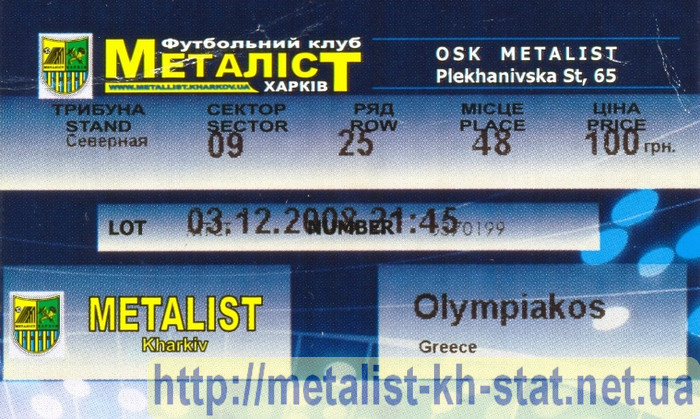 Футбольний клуб
МЕТАЛІСТ
WWW.METALLIST.KHARKOV.UA
ХАРКІВ
OSK METALIST
Plekhanivska St, 65
ТРИБУНА СЕКТОР РЯД МІСЦЕ ЦІНА
STAND SECTOR ROW PLACE PRICE
Северная 09 25 48 100 грн.
LOT 03.12.2008 21:45 NUMBER
METALIST
Kharkiv
Olympiakos
Greece
http://metalist-kh-stat.net.ua